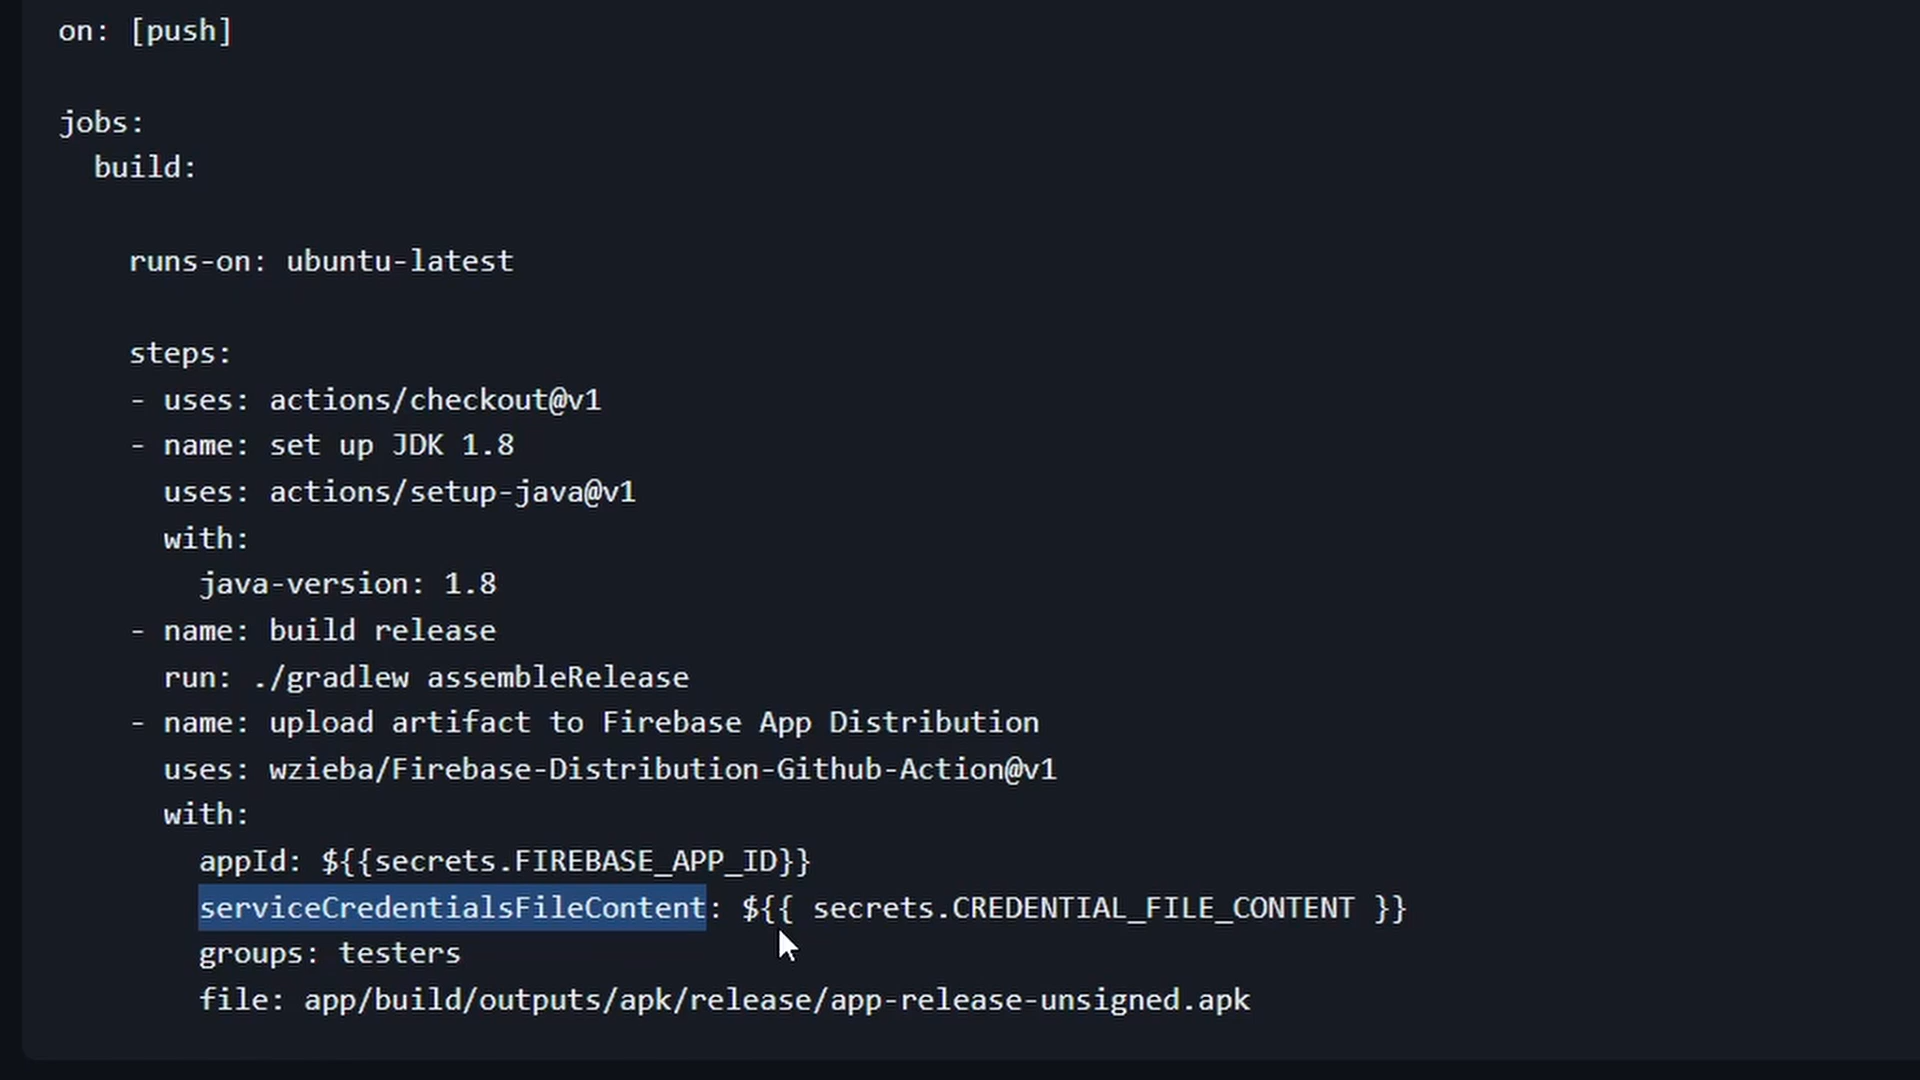 on: [push]
jobs:
build:
runs-on: ubuntu-latest
steps:
- uses: actions/checkout@v1
- name: set up JDK 1.8
uses: actions/setup-java@v1
with:
java-version: 1.8
- name: build release
run: ./gradlew assembleRelease
- name: upload artifact to Firebase App Distribution
uses: wzieba/Firebase-Distribution-Github-Action@v1
with:
appId: ${{secrets.FIREBASE_APP_ID}}
serviceCredentialsFileContent: ${{ secrets.CREDENTIAL_FILE_CONTENT }}
groups: testers
file: app/build/outputs/apk/release/app-release-unsigned.apk